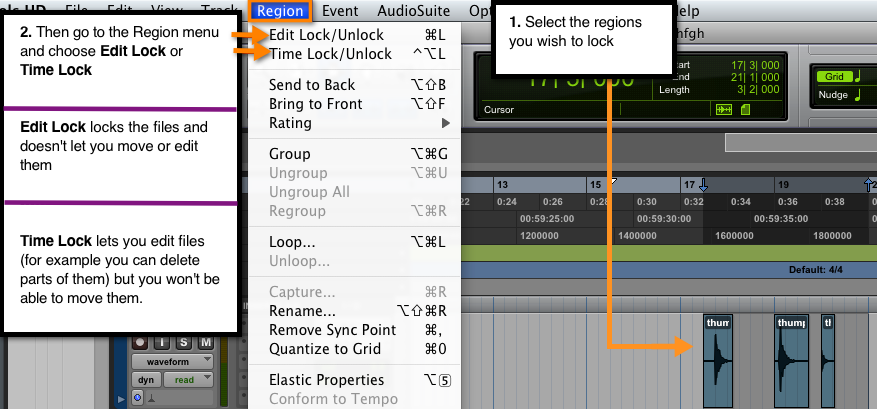 ols HD File Edit View Track Region Event AudioSuite elp
2. Then go to the Region menu
and choose Edit Lock or
Time Lock
Edit Lock locks the files and
doesn't let you move or edit
them
Time Lock lets you edit files
(for example you can delete
parts of them) but you won't be
able to move them.
Edit Lock/Unlock ⌘L
Time Lock/Unlock ^⌥L
Send to Back ⌥⇧B
Bring to Front ⌥⇧F
Rating ▶
Group ⌥⌘G
Ungroup ⌥⌘U
Ungroup All
Regroup ⌥⌘R
Loop... ⌥⌘L
Unloop...
Capture... ⌘R
Rename... ⌥⇧⌘R
Remove Sync Point ⌘,
Quantize to Grid ⌘0
Elastic Properties ⌥5
Conform to Tempo
1. Select the regions
you wish to lock
nfgh
17| 3| 000
Start 17| 3| 000
End 21| 1| 000
Length 3| 2| 000
Cursor
Grid
Nudge
13 15 17 19
0:24 0:26 0:28 0:30 0:32 0:34 0:36 0:38
00:59:25:00 00:59:30:00 00:59:35:00
1200000 1400000 1600000 1800000
Default: 4/4
I S M
waveform
dyn read
thum thump tl